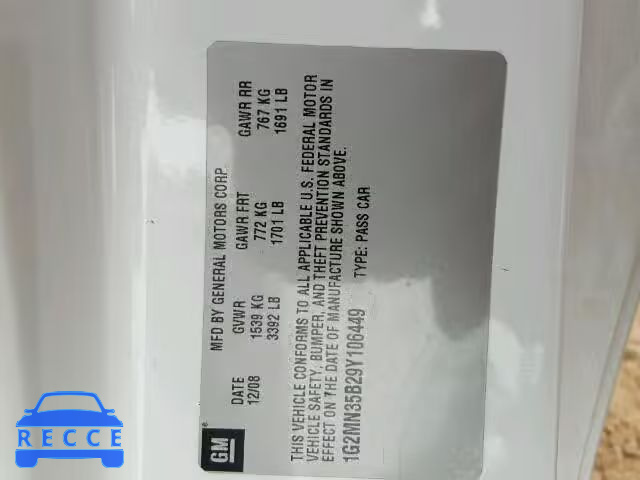 MFD BY GENERAL MOTORS CORP
DATE GVWR GAWR FRT GAWR RR
12/08 1539 KG 772 KG 767 KG
3392 LB 1701 LB 1691 LB
THIS VEHICLE CONFORMS TO ALL APPLICABLE U.S. FEDERAL MOTOR
VEHICLE SAFETY, BUMPER, AND THEFT PREVENTION STANDARDS IN
EFFECT ON THE DATE OF MANUFACTURE SHOWN ABOVE.
1G2MN35B29Y106449 TYPE: PASS CAR
GM
®
VIN CODE